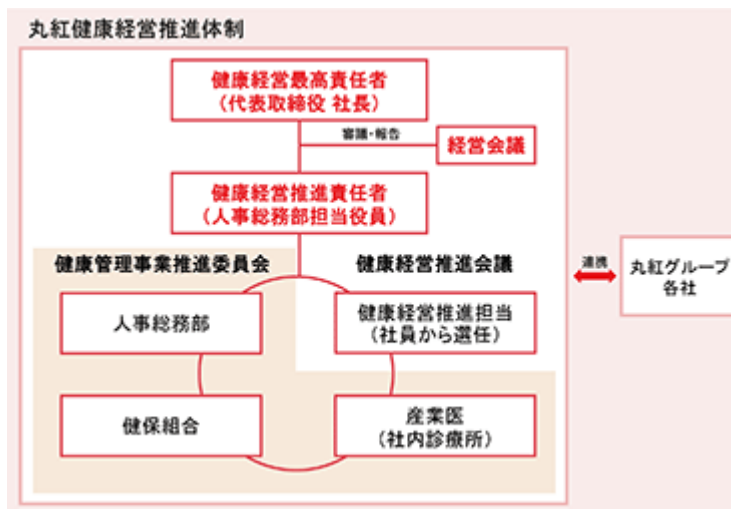 丸紅健康経営推進体制
健康経営最高責任者
（代表取締役 社長）
審議・報告
経営会議
健康経営推進責任者
（人事総務部担当役員）
健康管理事業推進委員会
健康経営推進会議
連携
丸紅グループ
各社
人事総務部
健康経営推進担当
（社員から選任）
健保組合
産業医
（社内診療所）